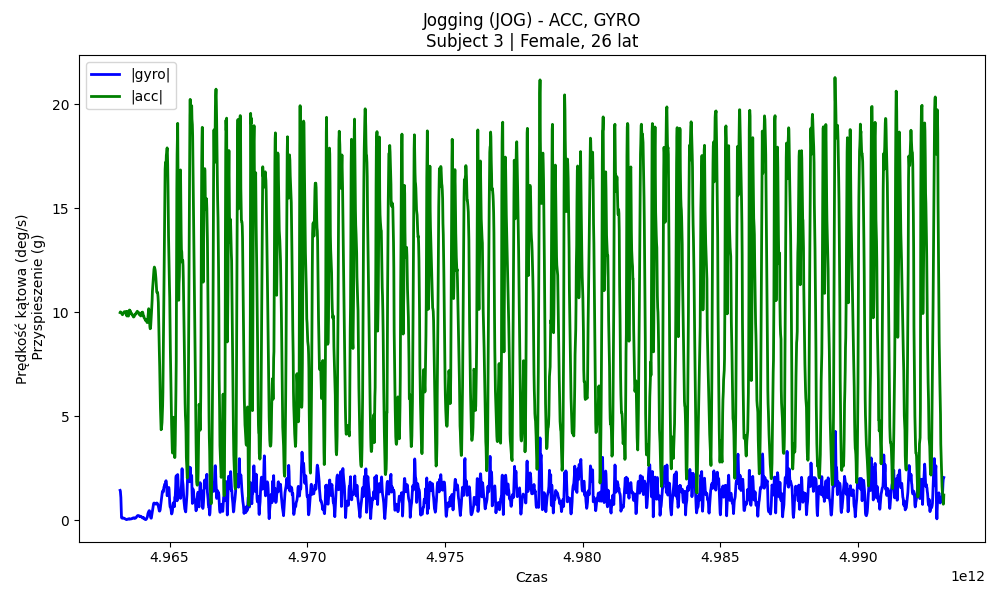 Jogging (JOG) - ACC, GYRO
Subject 3 | Female, 26 lat
|gyro|
|acc|
Prędkość kątowa (deg/s)
Przyspieszenie (g)
20
15
10
5
0
4.965 4.970 4.975 4.980 4.985 4.990
1e12
Czas